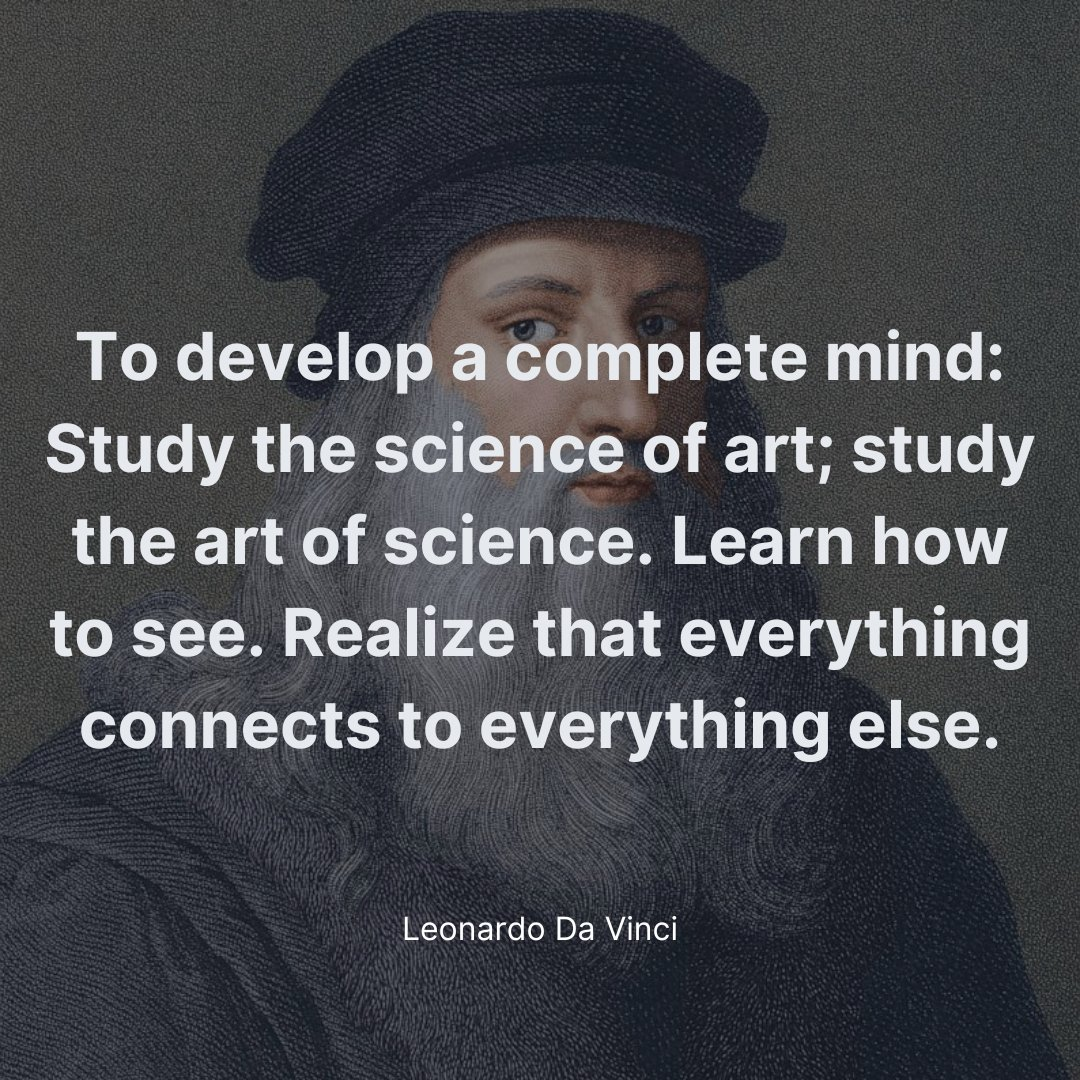 To develop a complete mind:
Study the science of art; study
the art of science. Learn how
to see. Realize that everything
connects to everything else.
Leonardo Da Vinci